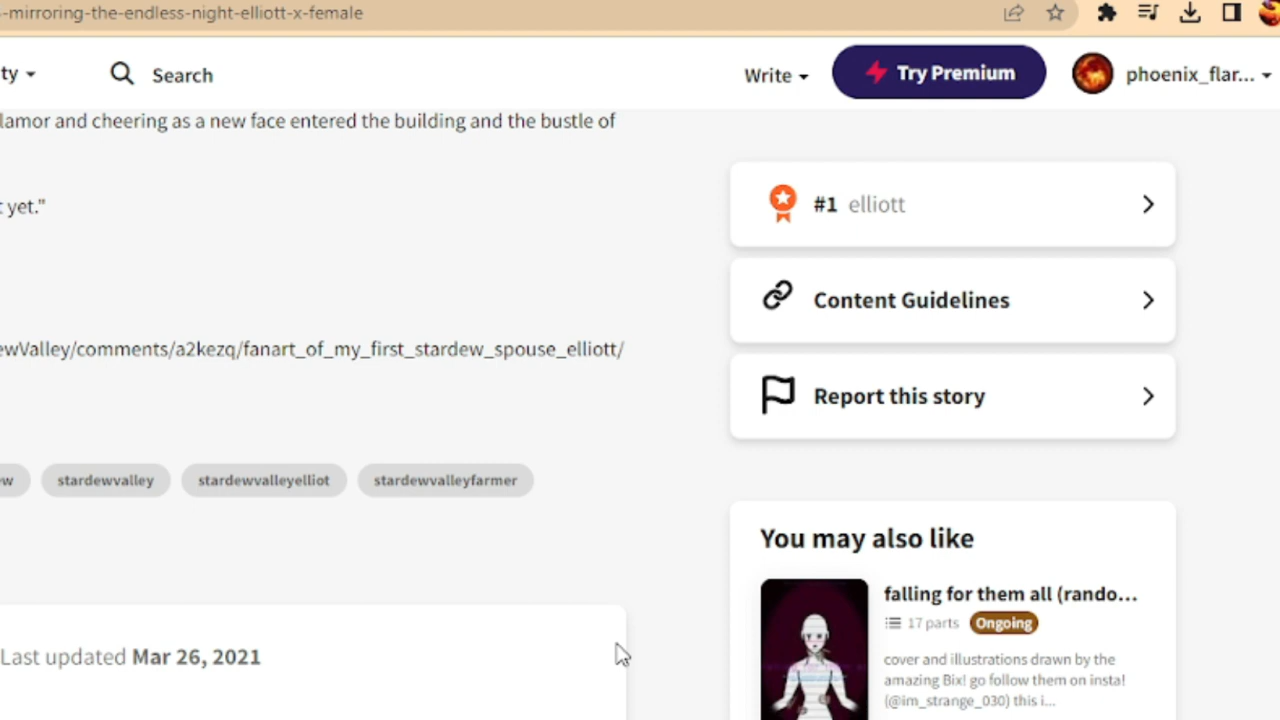 -mirroring-the-endless-night-elliott-x-female
ty
Search
Write
Try Premium
phoenix_flar...
lamor and cheering as a new face entered the building and the bustle of
yet."
ewValley/comments/a2kezq/fanart_of_my_first_stardew_spouse_elliott/
ew
stardewvalley
stardewvalleyelliot
stardewvalleyfarmer
Last updated Mar 26, 2021
#1 elliott
Content Guidelines
Report this story
You may also like
falling for them all (rando...
17 parts
Ongoing
cover and illustrations drawn by the
amazing Bix! go follow them on insta!
(@im_strange_030) this i...